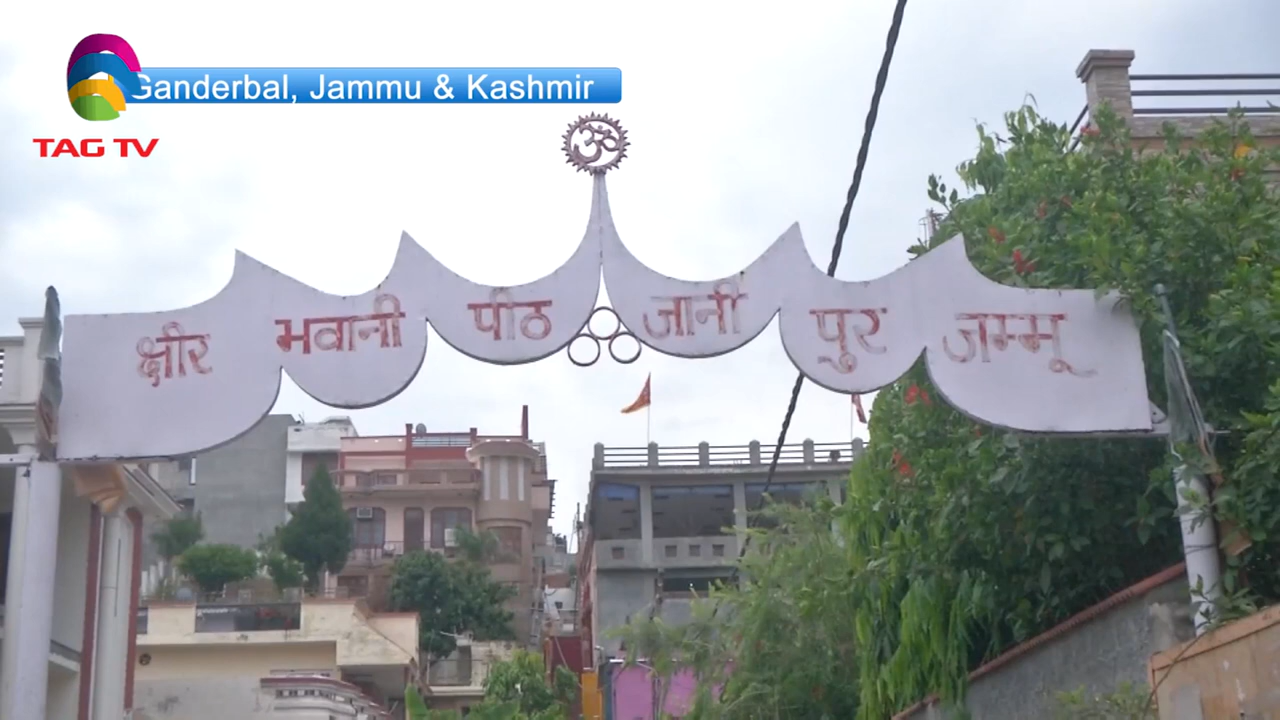 Ganderbal, Jammu & Kashmir
TAG TV
ॐ
क्षीर भवानी पीठ जानी पुर जम्मू